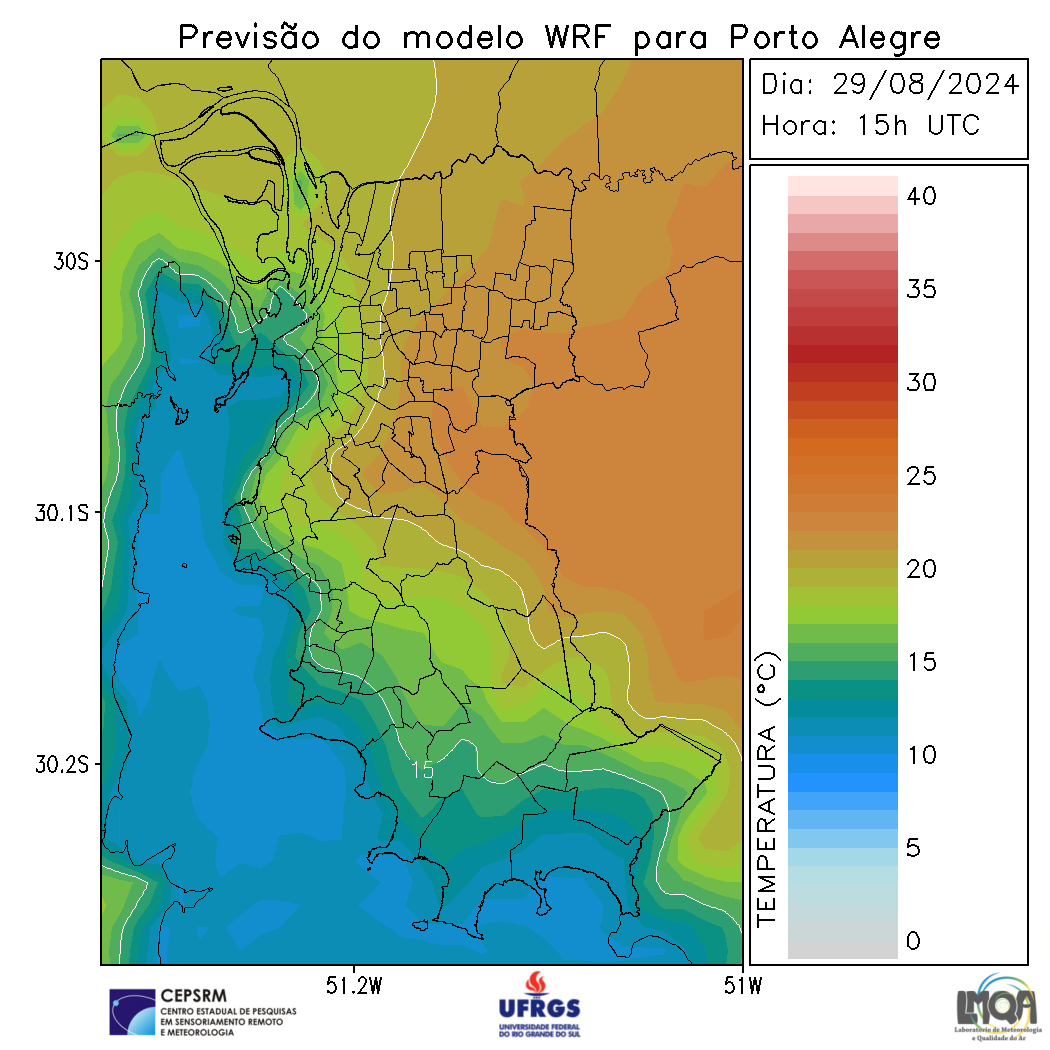 Previsão do modelo WRF para Porto Alegre
Dia: 29/08/2024
Hora: 15h UTC
40
35
30
25
20
15
10
5
0
TEMPERATURA (°C)
30S
30.1S
30.2S
15
51.2W
51W
CEPSRM
CENTRO ESTADUAL DE PESQUISAS
EM SENSORIAMENTO REMOTO
E METEOROLOGIA
UFRGS
UNIVERSIDADE FEDERAL
DO RIO GRANDE DO SUL
LMQA
Laboratório de Meteorologia
e Qualidade do Ar